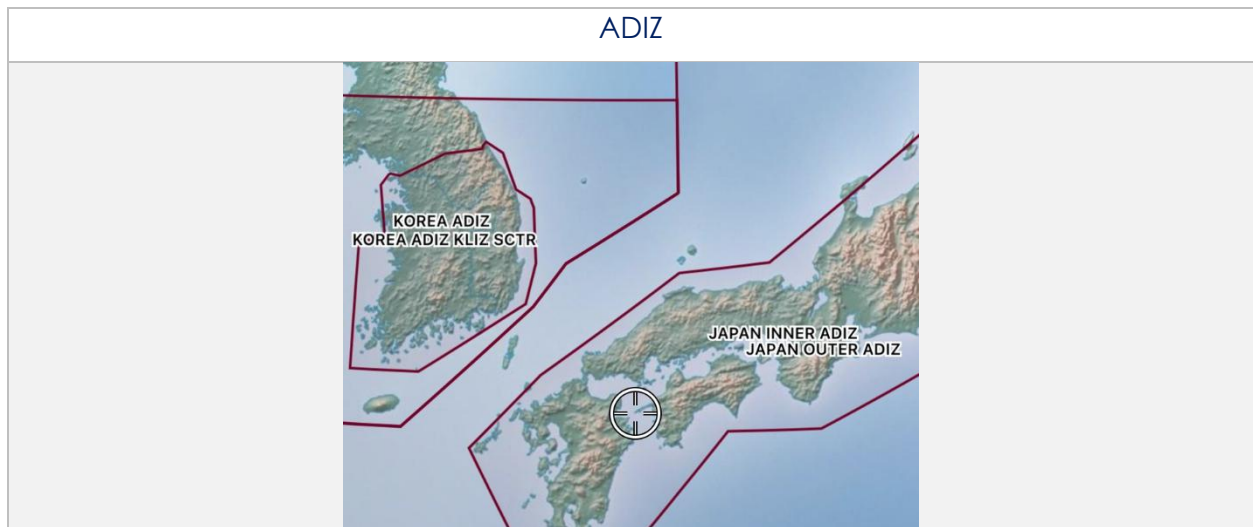 ADIZ
KOREA ADIZ
KOREA ADIZ KLIZ SCTR
JAPAN INNER ADIZ
JAPAN OUTER ADIZ